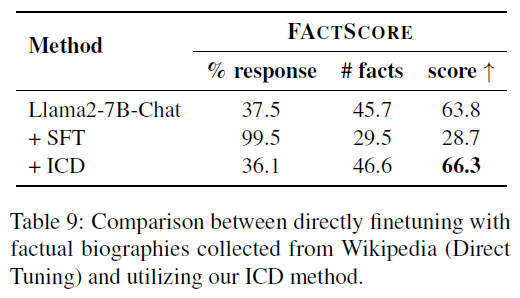 Method FACTSCORE
% response # facts score ↑
Llama2-7B-Chat 37.5 45.7 63.8
+ SFT 99.5 29.5 28.7
+ ICD 36.1 46.6 66.3
Table 9: Comparison between directly finetuning with
factual biographies collected from Wikipedia (Direct
Tuning) and utilizing our ICD method.